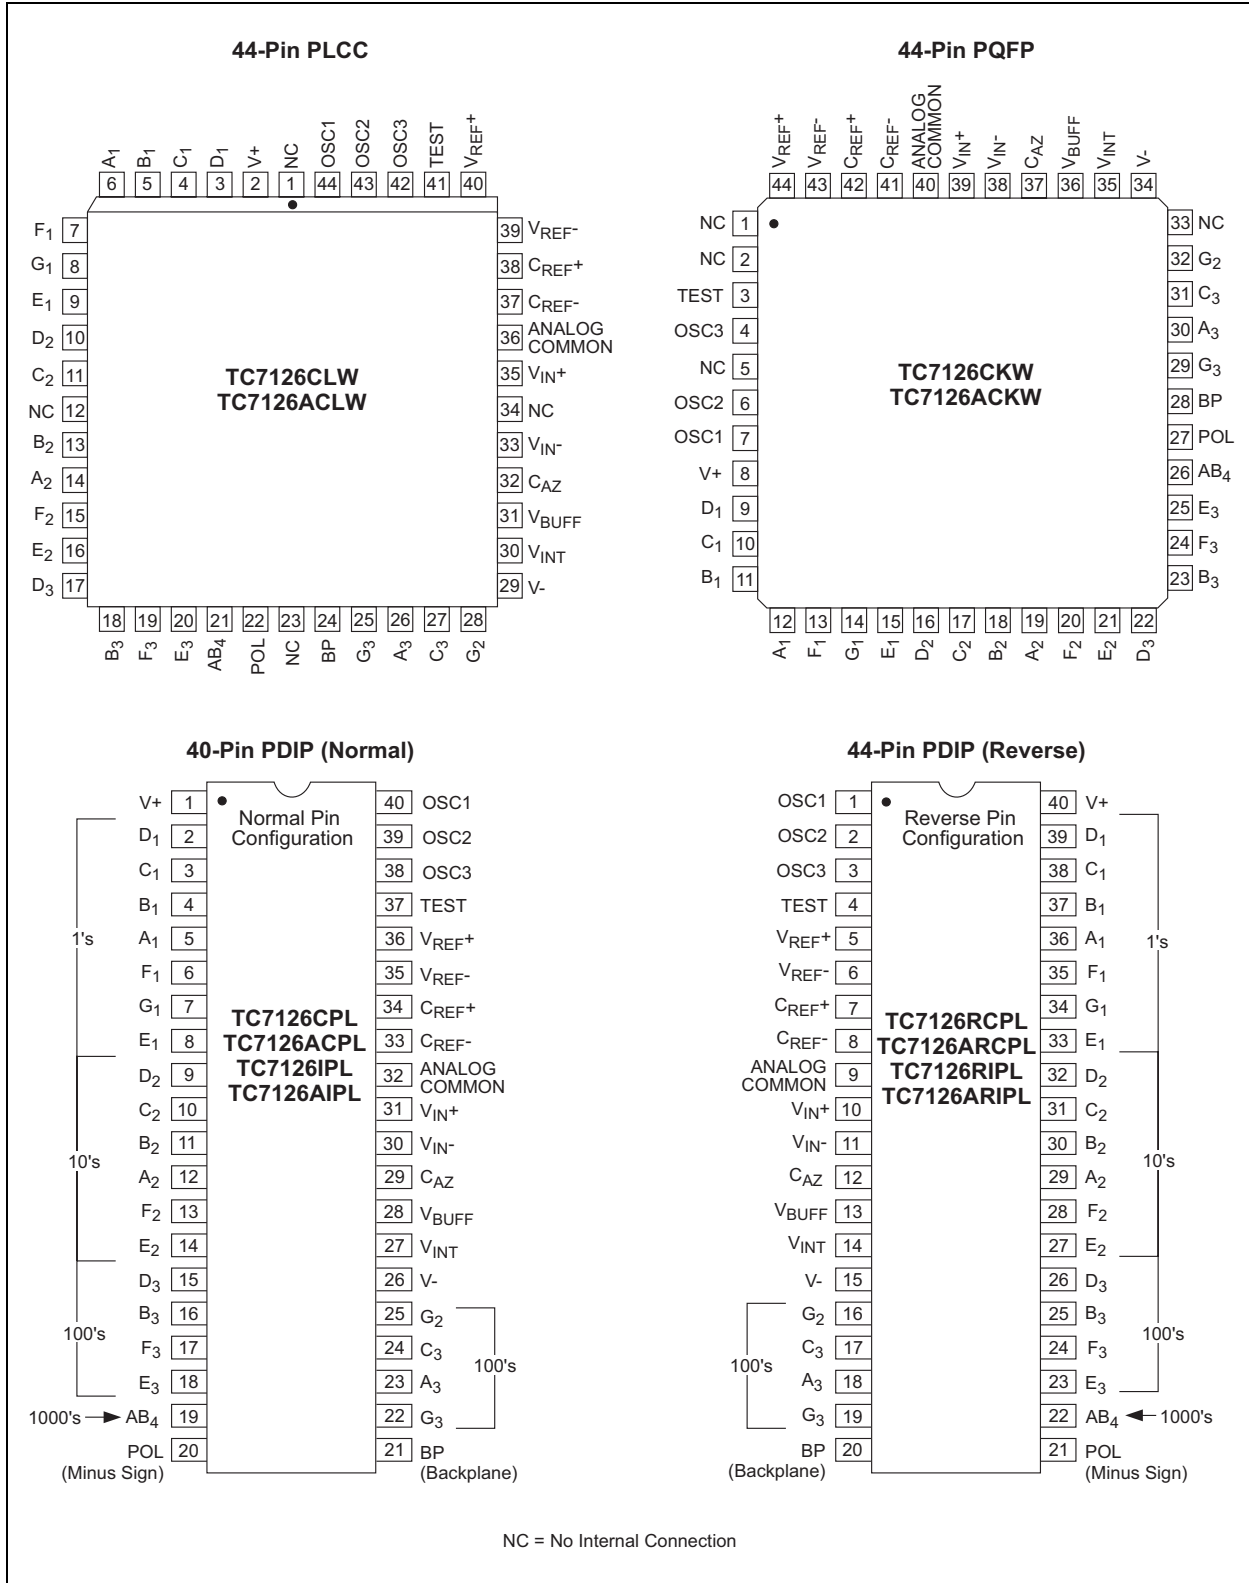 44-Pin PLCC
A1 B1 C1 D1 V+ NC OSC1 OSC2 OSC3 TEST VREF+
6 5 4 3 2 1 44 43 42 41 40
F1 7
G1 8
E1 9
D2 10
C2 11
NC 12
B2 13
A2 14
F2 15
E2 16
D3 17
TC7126CLW
TC7126ACLW
39 VREF-
38 CREF+
37 CREF-
36 ANALOG
COMMON
35 VIN+
34 NC
33 VIN-
32 CAZ
31 VBUFF
30 VINT
29 V-
18 19 20 21 22 23 24 25 26 27 28
B3 F3 E3 AB4 POL NC BP G3 A3 C3 G2
44-Pin PQFP
VREF+ VREF- CREF+ CREF- ANALOG COMMON VIN+ VIN- CAZ VBUFF VINT V-
44 43 42 41 40 39 38 37 36 35 34
NC 1
NC 2
TEST 3
OSC3 4
NC 5
OSC2 6
OSC1 7
V+ 8
D1 9
C1 10
B1 11
TC7126CKW
TC7126ACKW
33 NC
32 G2
31 C3
30 A3
29 G3
28 BP
27 POL
26 AB4
25 E3
24 F3
23 B3
12 13 14 15 16 17 18 19 20 21 22
A1 F1 G1 E1 D2 C2 B2 A2 F2 E2 D3
40-Pin PDIP (Normal)
Normal Pin
Configuration
V+ 1
D1 2
C1 3
B1 4
A1 5
1's
F1 6
G1 7
E1 8
D2 9
C2 10
B2 11
10's
A2 12
F2 13
E2 14
D3 15
B3 16
100's
F3 17
E3 18
1000's AB4 19
POL 20
(Minus Sign)
TC7126CPL
TC7126ACPL
TC7126IPL
TC7126AIPL
40 OSC1
39 OSC2
38 OSC3
37 TEST
36 VREF+
35 VREF-
34 CREF+
33 CREF-
32 ANALOG
COMMON
31 VIN+
30 VIN-
29 CAZ
28 VBUFF
27 VINT
26 V-
25 G2
24 C3
100's
23 A3
22 G3
21 BP
(Backplane)
44-Pin PDIP (Reverse)
Reverse Pin
Configuration
OSC1 1
OSC2 2
OSC3 3
TEST 4
VREF+ 5
VREF- 6
CREF+ 7
CREF- 8
ANALOG
COMMON 9
VIN+ 10
VIN- 11
CAZ 12
VBUFF 13
VINT 14
V- 15
G2 16
C3 17
100's
A3 18
G3 19
BP 20
(Backplane)
TC7126RCPL
TC7126ARCPL
TC7126RIPL
TC7126ARIPL
40 V+
39 D1
38 C1
37 B1
36 A1
1's
35 F1
34 G1
33 E1
32 D2
31 C2
30 B2
10's
29 A2
28 F2
27 E2
26 D3
25 B3
100's
24 F3
23 E3
22 AB4 1000's
21 POL
(Minus Sign)
NC = No Internal Connection